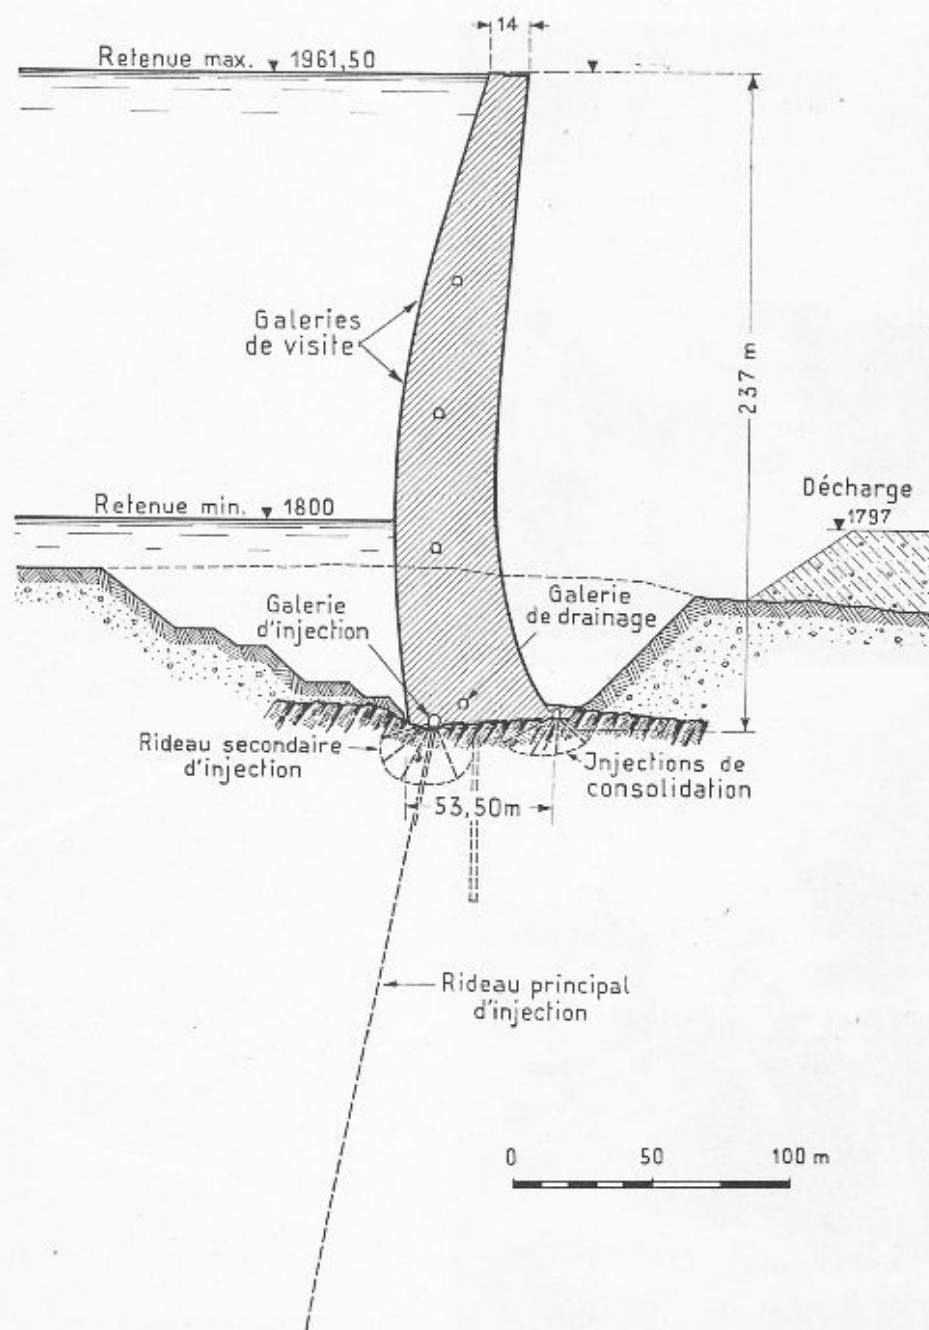 14
Retenue max. 1961,50
Galeries
de visite
237 m
Retenue min. 1800
Décharge
1797
Galerie
d'injection
Galerie
de drainage
Rideau secondaire
d'injection
Injections de
consolidation
53,50m
Rideau principal
d'injection
0 50 100 m